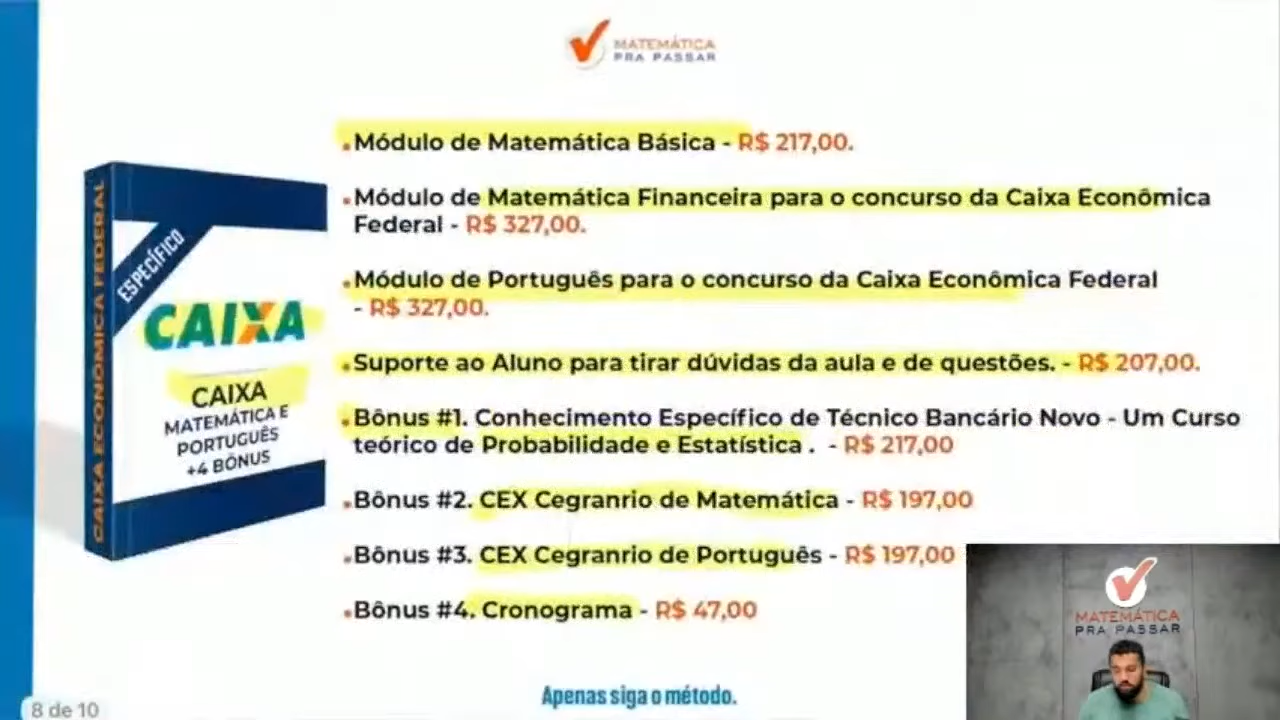 MATEMÁTICA
PRA PASSAR
Módulo de Matemática Básica - R$ 217,00.
Módulo de Matemática Financeira para o concurso da Caixa Econômica
Federal - R$ 327,00.
Módulo de Português para o concurso da Caixa Econômica Federal
- R$ 327,00.
Suporte ao Aluno para tirar dúvidas da aula e de questões. - R$ 207,00.
Bônus #1. Conhecimento Específico de Técnico Bancário Novo - Um Curso
teórico de Probabilidade e Estatística . - R$ 217,00
Bônus #2. CEX Cegranrio de Matemática - R$ 197,00
Bônus #3. CEX Cegranrio de Português - R$ 197,00
Bônus #4. Cronograma - R$ 47,00
CAIXA ECONÔMICA FEDERAL
ESPECÍFICO
CAIXA
CAIXA
MATEMÁTICA E
PORTUGUÊS
+4 BÔNUS
Apenas siga o método.
8 de 10
MATEMÁTICA
PRA PASSAR